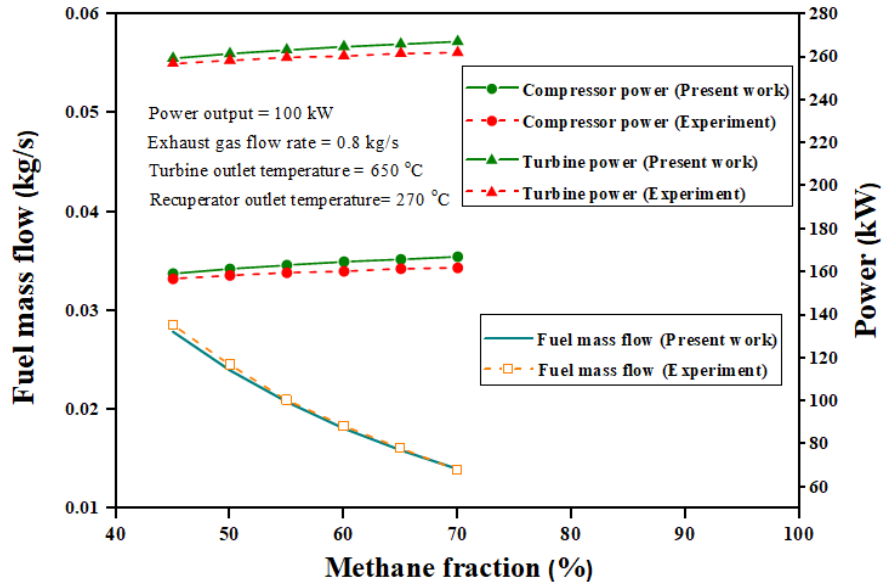 0.06
0.05
0.04
0.03
0.02
0.01
Fuel mass flow (kg/s)
Power output = 100 kW
Exhaust gas flow rate = 0.8 kg/s
Turbine outlet temperature = 650 °C
Recuperator outlet temperature= 270 °C
Compressor power (Present work)
Compressor power (Experiment)
Turbine power (Present work)
Turbine power (Experiment)
Fuel mass flow (Present work)
Fuel mass flow (Experiment)
280
260
240
220
200
180
160
140
120
100
80
60
Power (kW)
40 50 60 70 80 90 100
Methane fraction (%)